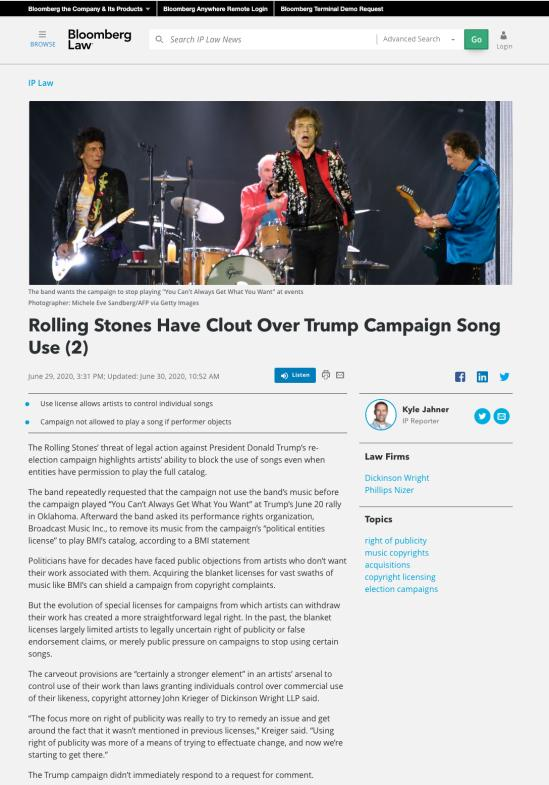 Bloomberg the Company & Its Products
Bloomberg Anywhere Remote Login
Bloomberg Terminal Demo Request
BROWSE
Bloomberg
Law
Search IP Law News
Advanced Search
Go
Login
IP Law
The band wants the campaign to stop playing "You Can't Always Get What You Want" at events
Photographer: Michele Eve Sandberg/AFP via Getty Images
Rolling Stones Have Clout Over Trump Campaign Song
Use (2)
June 29, 2020, 3:31 PM; Updated: June 30, 2020, 10:52 AM
Listen
Use license allows artists to control individual songs
Campaign not allowed to play a song if performer objects
The Rolling Stones' threat of legal action against President Donald Trump's re-
election campaign highlights artists' ability to block the use of songs even when
entities have permission to play the full catalog.
The band repeatedly requested that the campaign not use the band's music before
the campaign played "You Can't Always Get What You Want" at Trump's June 20 rally
in Oklahoma. Afterward the band asked its performance rights organization,
Broadcast Music Inc., to remove its music from the campaign's "political entities
license" to play BMI's catalog, according to a BMI statement
Politicians have for decades have faced public objections from artists who don't want
their work associated with them. Acquiring the blanket licenses for vast swaths of
music like BMI's can shield a campaign from copyright complaints.
But the evolution of special licenses for campaigns from which artists can withdraw
their work has created a more straightforward legal right. In the past, the blanket
licenses largely limited artists to legally uncertain right of publicity or false
endorsement claims, or merely public pressure on campaigns to stop using certain
songs.
The carveout provisions are "certainly a stronger element" in an artists' arsenal to
control use of their work than laws granting individuals control over commercial use
of their likeness, copyright attorney John Krieger of Dickinson Wright LLP said.
"The focus more on right of publicity was really to try to remedy an issue and get
around the fact that it wasn't mentioned in previous licenses," Kreiger said. "Using
right of publicity was more of a means of trying to effectuate change, and now we're
starting to get there."
The Trump campaign didn't immediately respond to a request for comment.
Kyle Jahner
IP Reporter
Law Firms
Dickinson Wright
Phillips Nizer
Topics
right of publicity
music copyrights
acquisitions
copyright licensing
election campaigns